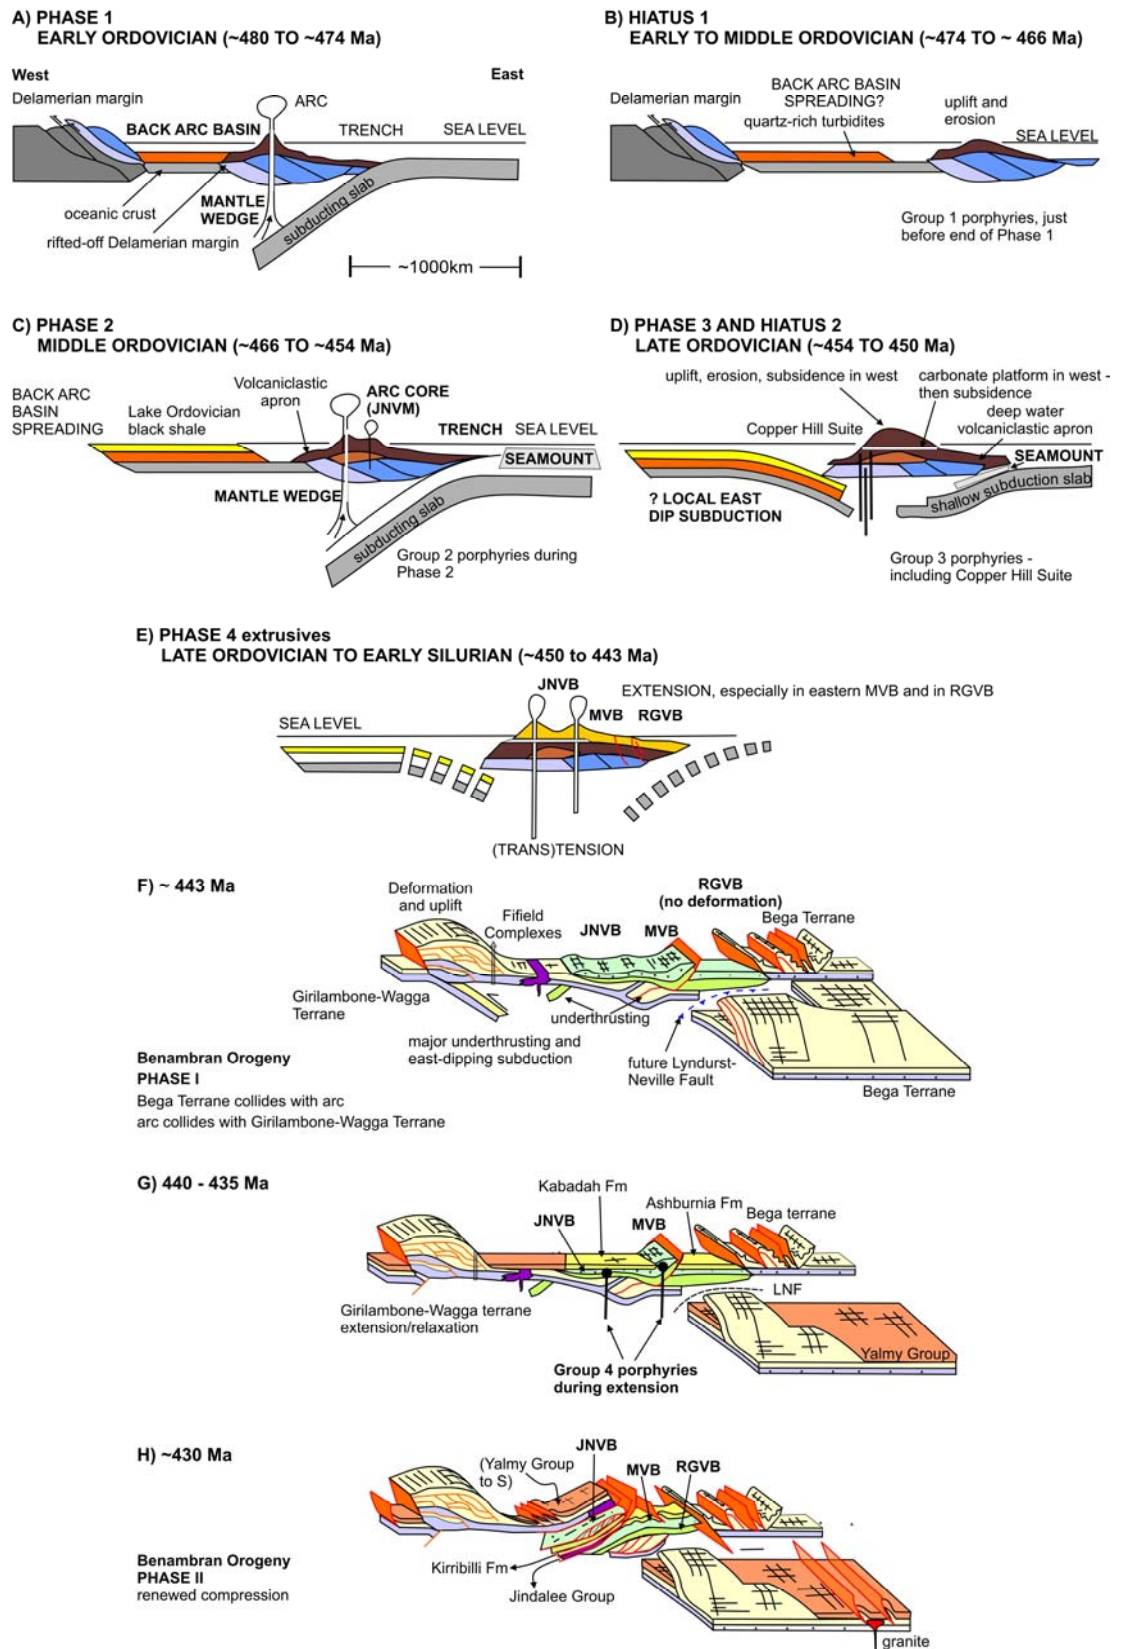 A) PHASE 1
EARLY ORDOVICIAN (~480 TO ~474 Ma)
West
East
Delamerian margin
ARC
BACK ARC BASIN
TRENCH
SEA LEVEL
MANTLE
WEDGE
oceanic crust
rifted-off Delamerian margin
subducting slab
~1000km
B) HIATUS 1
EARLY TO MIDDLE ORDOVICIAN (~474 TO ~ 466 Ma)
Delamerian margin
BACK ARC BASIN
SPREADING?
quartz-rich turbidites
uplift and
erosion
SEA LEVEL
Group 1 porphyries, just
before end of Phase 1
C) PHASE 2
MIDDLE ORDOVICIAN (~466 TO ~454 Ma)
BACK ARC
BASIN
SPREADING
Lake Ordovician
black shale
Volcaniclastic
apron
ARC CORE
(JNVM)
TRENCH
SEA LEVEL
SEAMOUNT
MANTLE WEDGE
subducting slab
Group 2 porphyries during
Phase 2
D) PHASE 3 AND HIATUS 2
LATE ORDOVICIAN (~454 TO 450 Ma)
uplift, erosion, subsidence in west
carbonate platform in west -
then subsidence
deep water
volcaniclastic apron
Copper Hill Suite
SEAMOUNT
? LOCAL EAST
DIP SUBDUCTION
shallow subduction slab
Group 3 porphyries -
including Copper Hill Suite
E) PHASE 4 extrusives
LATE ORDOVICIAN TO EARLY SILURIAN (~450 to 443 Ma)
JNVB
EXTENSION, especially in eastern MVB and in RGVB
MVB
RGVB
SEA LEVEL
(TRANS)TENSION
F) ~ 443 Ma
Deformation
and uplift
Fifield
Complexes
JNVB
MVB
RGVB
(no deformation)
Bega Terrane
Girilambone-Wagga
Terrane
underthrusting
major underthrusting and
east-dipping subduction
future Lyndurst-
Neville Fault
Bega Terrane
Benambran Orogeny
PHASE I
Bega Terrane collides with arc
arc collides with Girilambone-Wagga Terrane
G) 440 - 435 Ma
Kabadah Fm
Ashburnia Fm
JNVB
MVB
Bega terrane
LNF
Girilambone-Wagga terrane
extension/relaxation
Yalmy Group
Group 4 porphyries
during extension
H) ~430 Ma
JNVB
(Yalmy Group
to S)
MVB
RGVB
Kirribilli Fm
Jindalee Group
Benambran Orogeny
PHASE II
renewed compression
granite